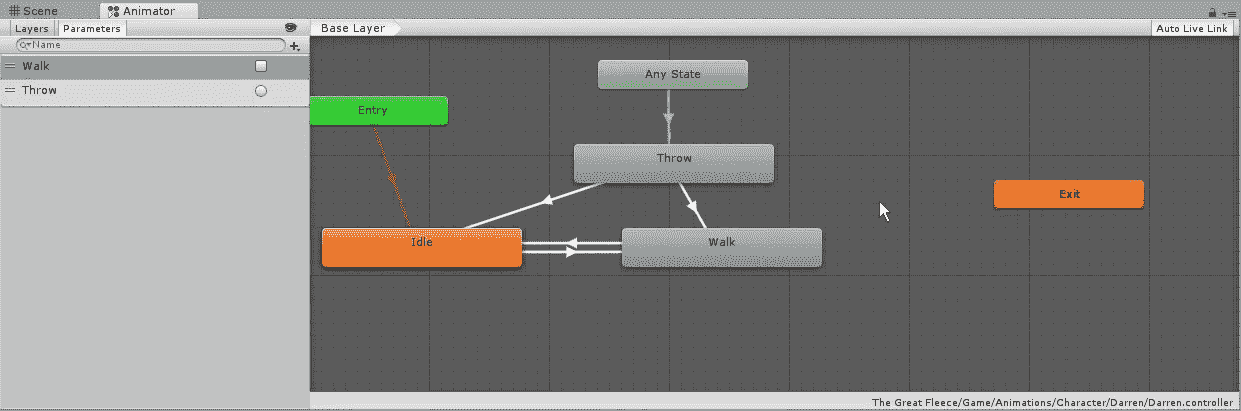 Scene
Animator
Layers
Parameters
Base Layer
Auto Live Link
Name
Walk
Throw
Any State
Entry
Throw
Exit
Idle
Walk
The Great Fleece/Game/Animations/Character/Darren/Darren.controller